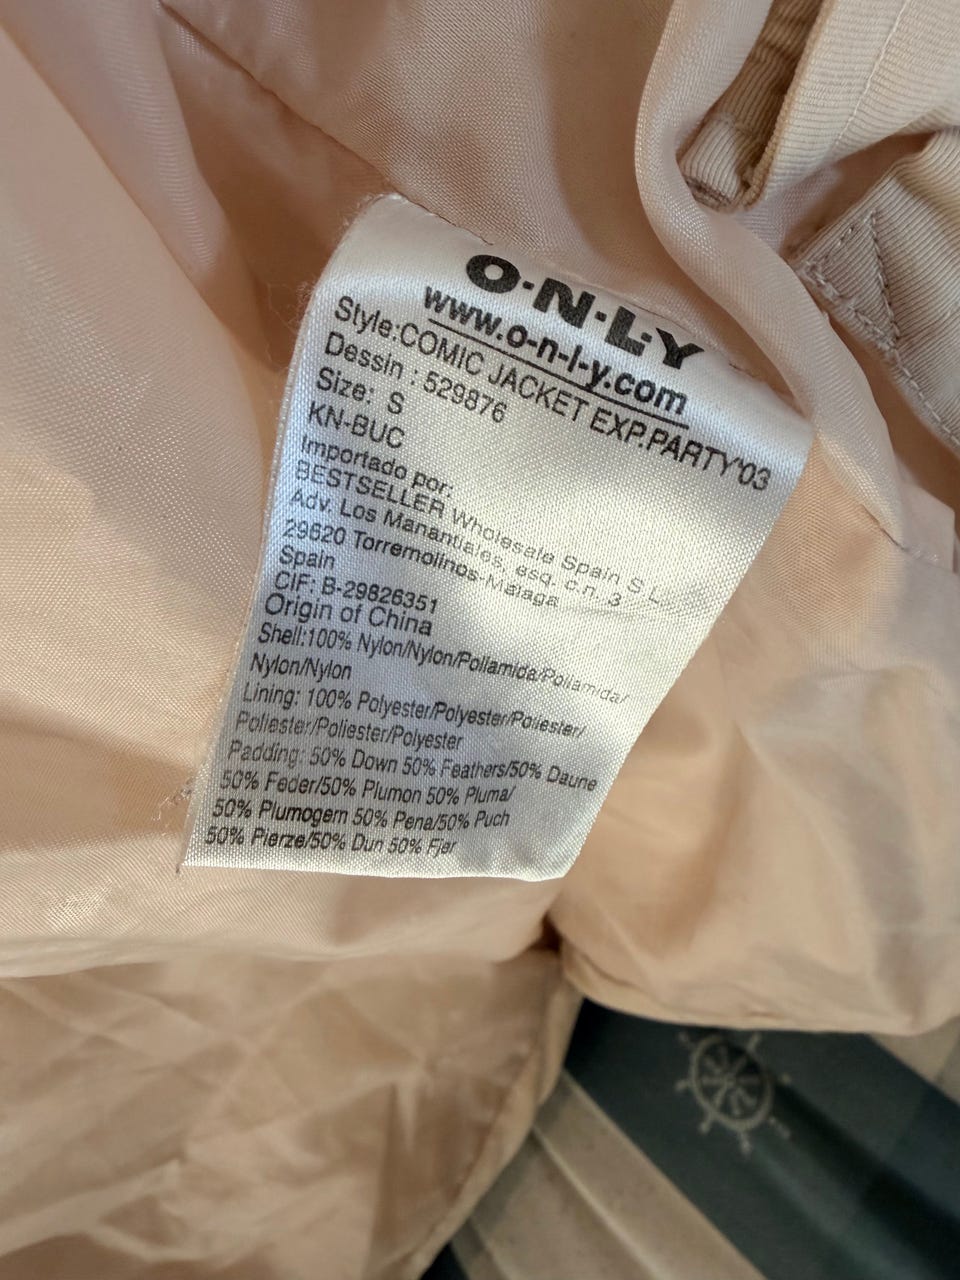 O·N·L·Y
www.o-n-l-y.com
Style:COMIC JACKET EXP.PARTY'03
Dessin : 529876
Size: S
KN-BUC
Importado por:
BESTSELLER Wholesale Spain S L
Adv. Los Manantiales, esq. c.n. 3
29620 Torremolinos-Malaga
Spain
CIF: B-29826351
Origin of China
Shell:100% Nylon/Nylon/Poliamida/Poliamida/
Nylon/Nylon
Lining: 100% Polyester/Polyester/Poliester/
Poliester/Poliester/Polyester
Padding: 50% Down 50% Feathers/50% Daune
50% Feder/50% Plumon 50% Pluma/
50% Plumogem 50% Pena/50% Puch
50% Pierze/50% Dun 50% Fjer